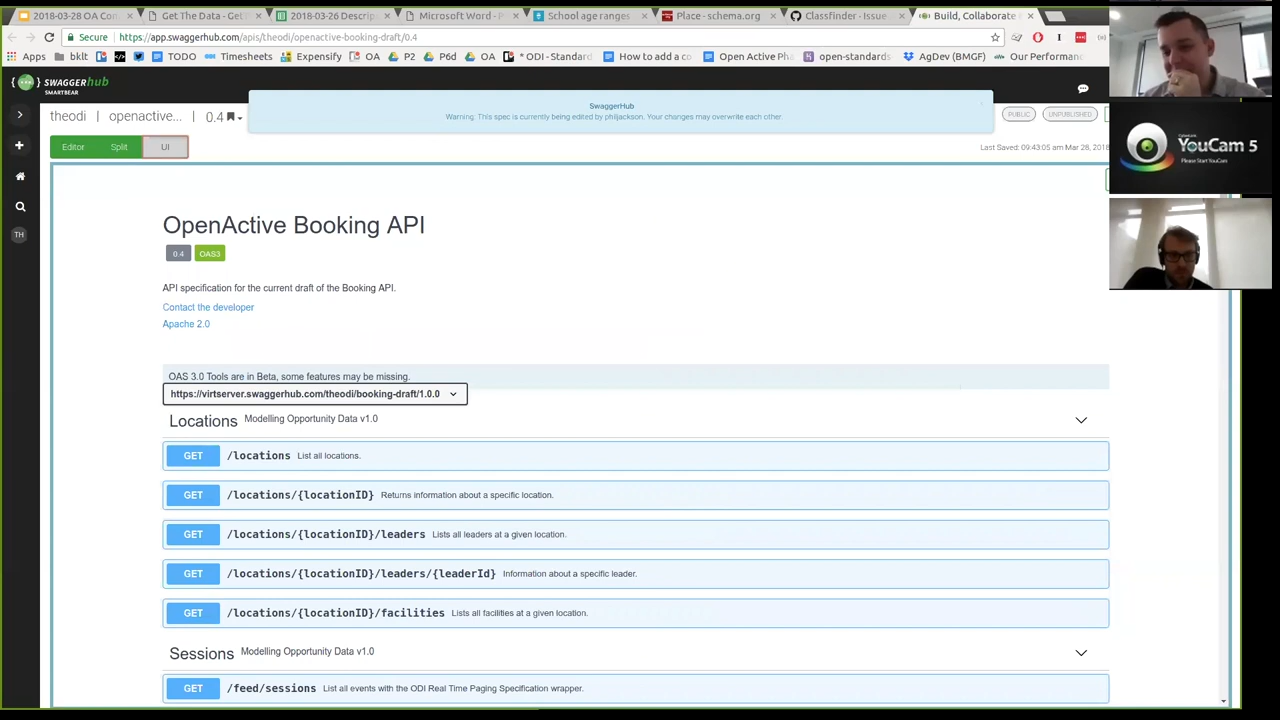 2018-03-28 OA Com
Get The Data - Get
2018-03-26 Descrip
Microsoft Word - P
School age ranges
Place - schema.org
Classfinder - Issue
Build, Collaborate
Secure
https://app.swaggerhub.com/apis/theodi/openactive-booking-draft/0.4
Apps
bklt
TODO
Timesheets
Expensify
OA
P2
P6d
OA
* ODI - Standard
How to add a co
Open Active Ph
open-standards
AgDev (BMGF)
Our Performance
SWAGGERhub
SMARTBEAR
theodi | openactive... | 0.4
SwaggerHub
Warning: This spec is currently being edited by philjackson. Your changes may overwrite each other.
PUBLIC
UNPUBLISHED
Editor
Split
UI
Last Saved: 09:43:05 am Mar 28, 2018
CyberLink
YouCam 5
Please Start YouCam
TH
OpenActive Booking API
0.4
OAS3
API specification for the current draft of the Booking API.
Contact the developer
Apache 2.0
OAS 3.0 Tools are in Beta, some features may be missing.
https://virtserver.swaggerhub.com/theodi/booking-draft/1.0.0
Locations Modelling Opportunity Data v1.0
GET /locations List all locations.
GET /locations/{locationID} Returns information about a specific location.
GET /locations/{locationID}/leaders Lists all leaders at a given location.
GET /locations/{locationID}/leaders/{leaderId} Information about a specific leader.
GET /locations/{locationID}/facilities Lists all facilities at a given location.
Sessions Modelling Opportunity Data v1.0
GET /feed/sessions List all events with the ODI Real Time Paging Specification wrapper.